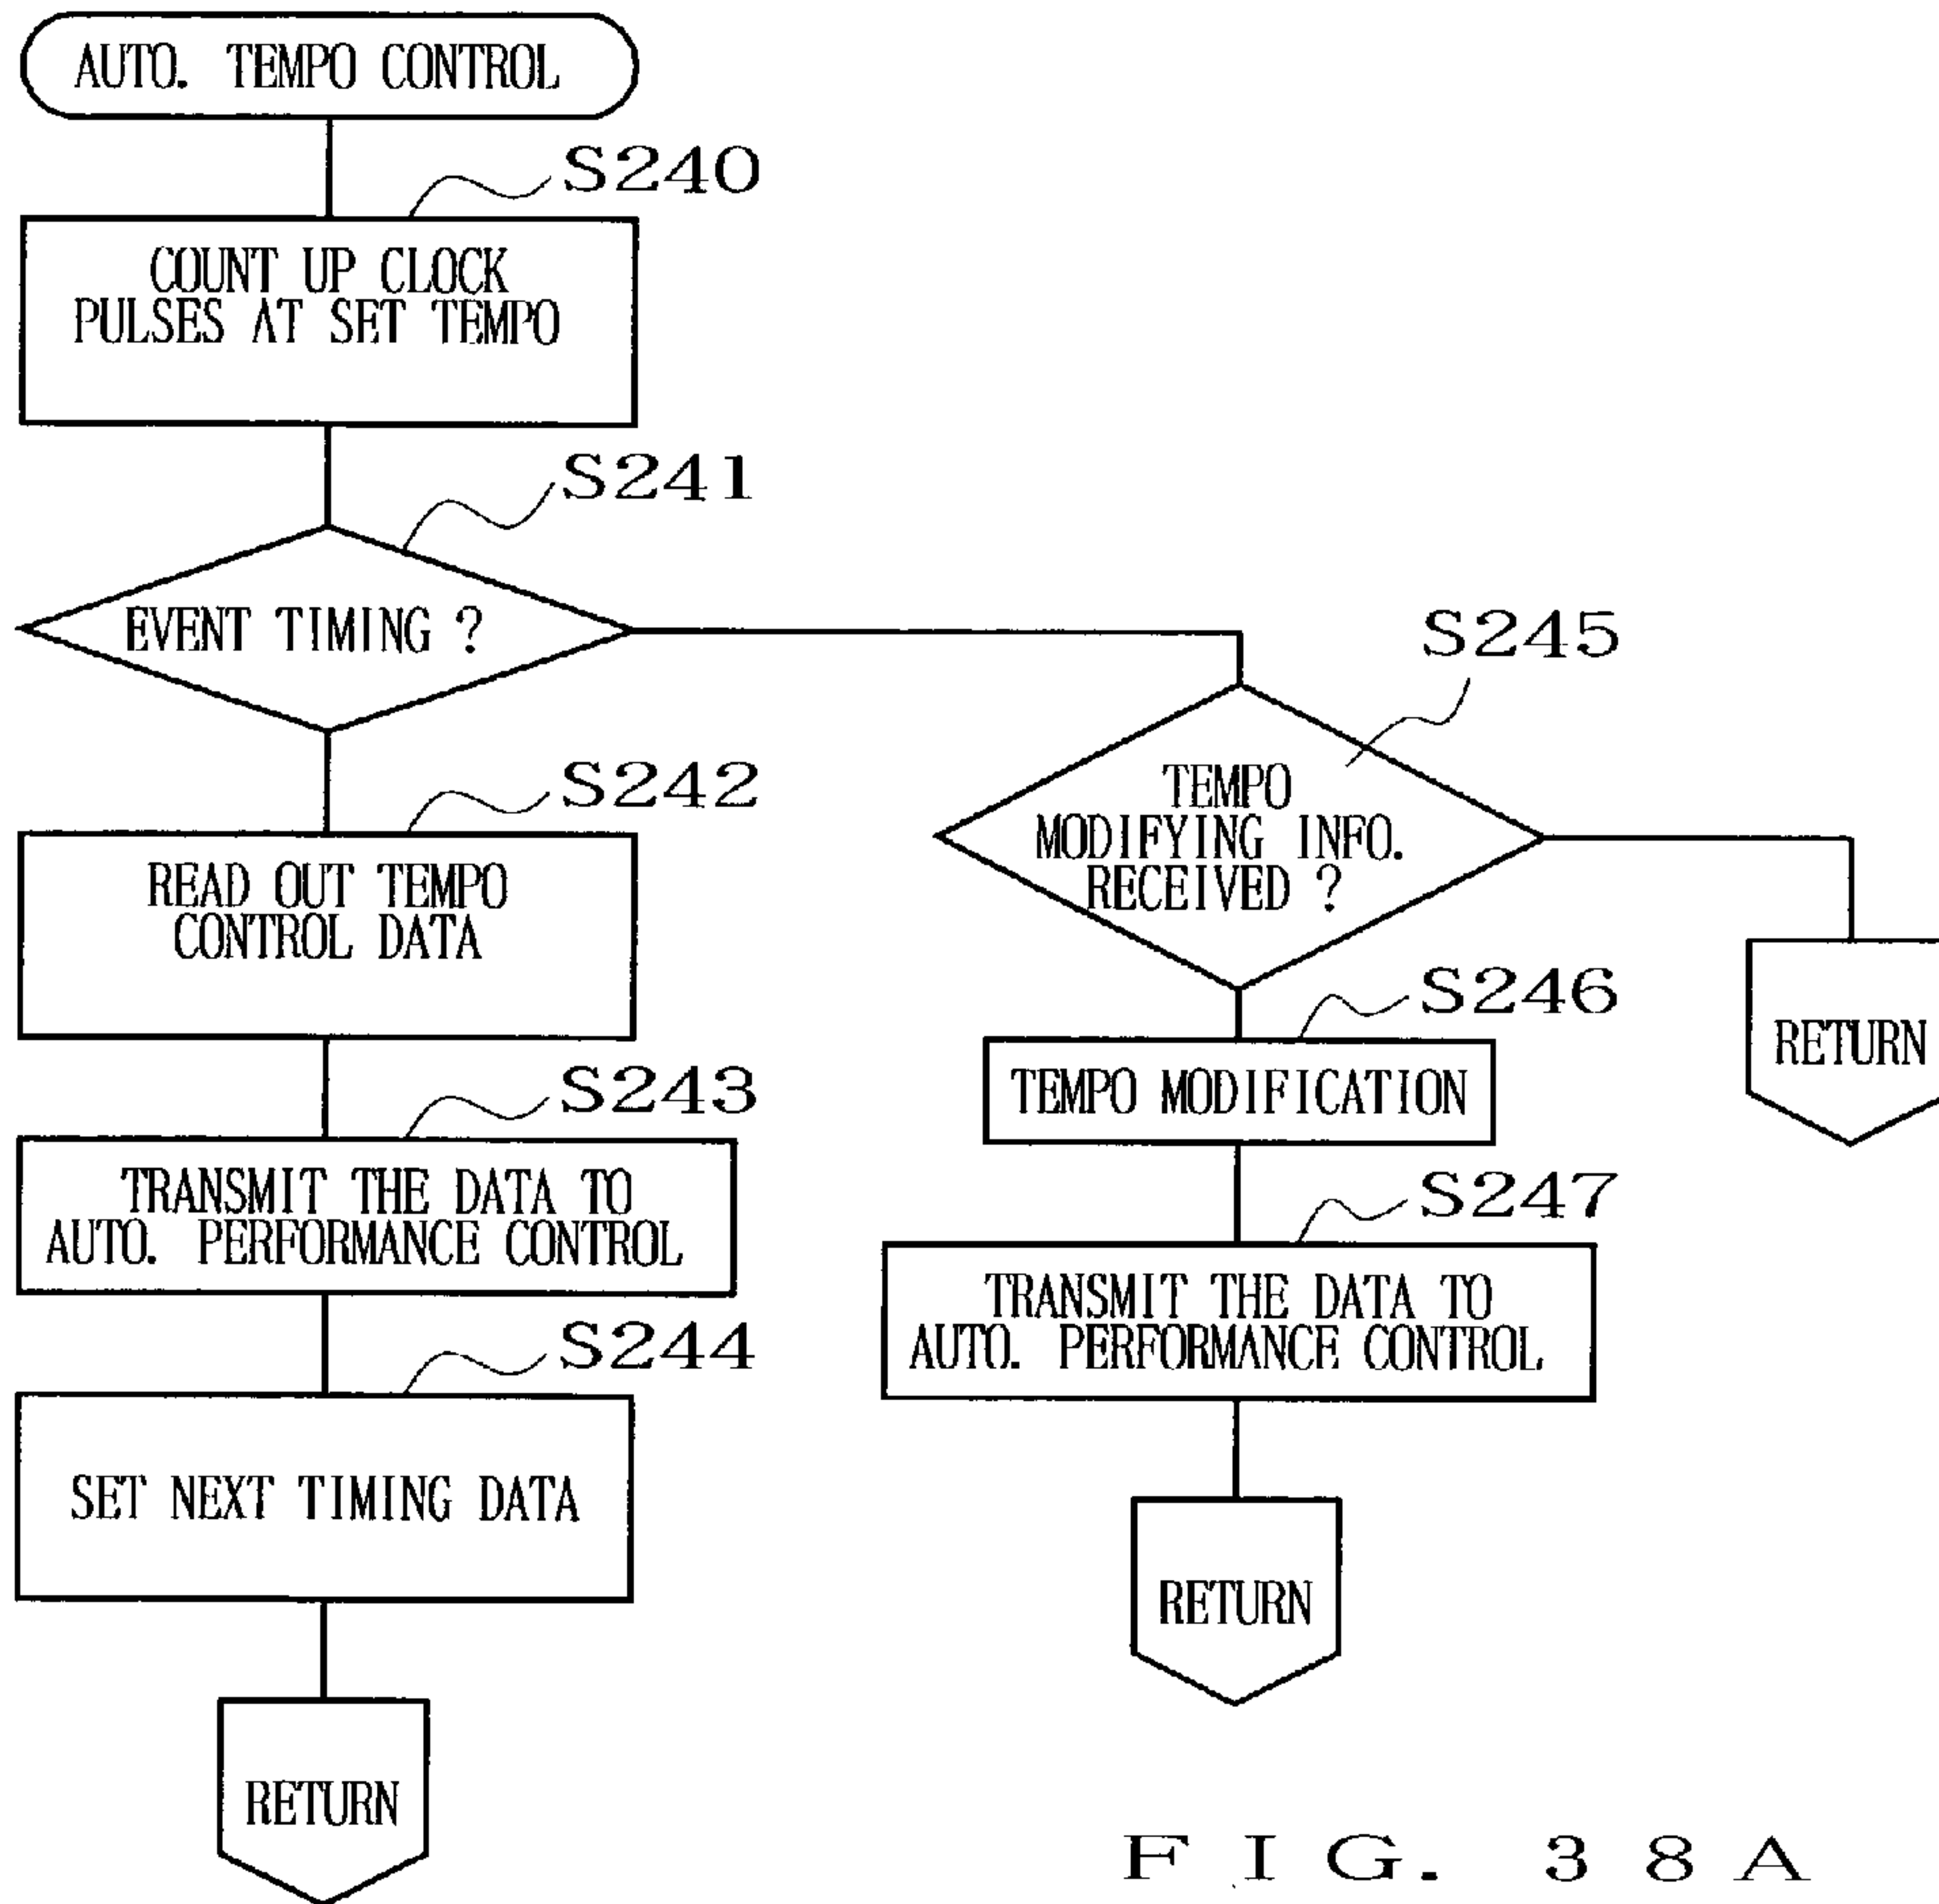 AUTO. TEMPO CONTROL
S240
COUNT UP CLOCK
PULSES AT SET TEMPO
S241
EVENT TIMING ?
S242
READ OUT TEMPO
CONTROL DATA
S243
TRANSMIT THE DATA TO
AUTO. PERFORMANCE CONTROL
S244
SET NEXT TIMING DATA
RETURN
S245
TEMPO
MODIFYING INFO.
RECEIVED ?
RETURN
S246
TEMPO MODIFICATION
S247
TRANSMIT THE DATA TO
AUTO. PERFORMANCE CONTROL
RETURN
FIG. 38A